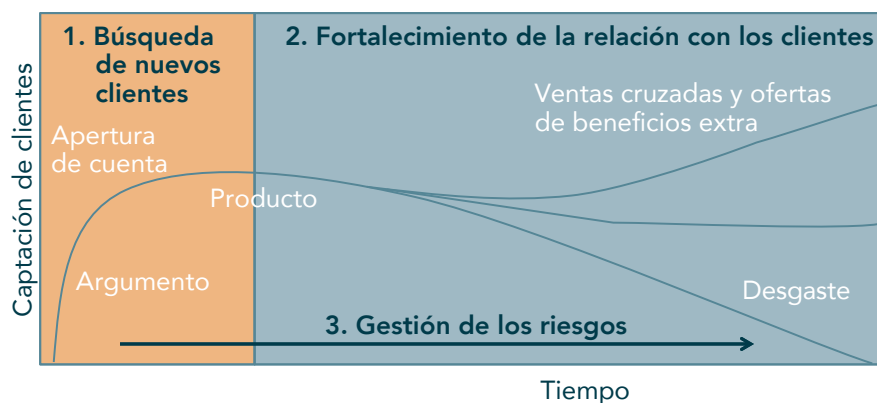 1. Búsqueda
de nuevos
clientes
2. Fortalecimiento de la relación con los clientes
Ventas cruzadas y ofertas
de beneficios extra
Apertura
de cuenta
Producto
Argumento
Desgaste
3. Gestión de los riesgos
Captación de clientes
Tiempo